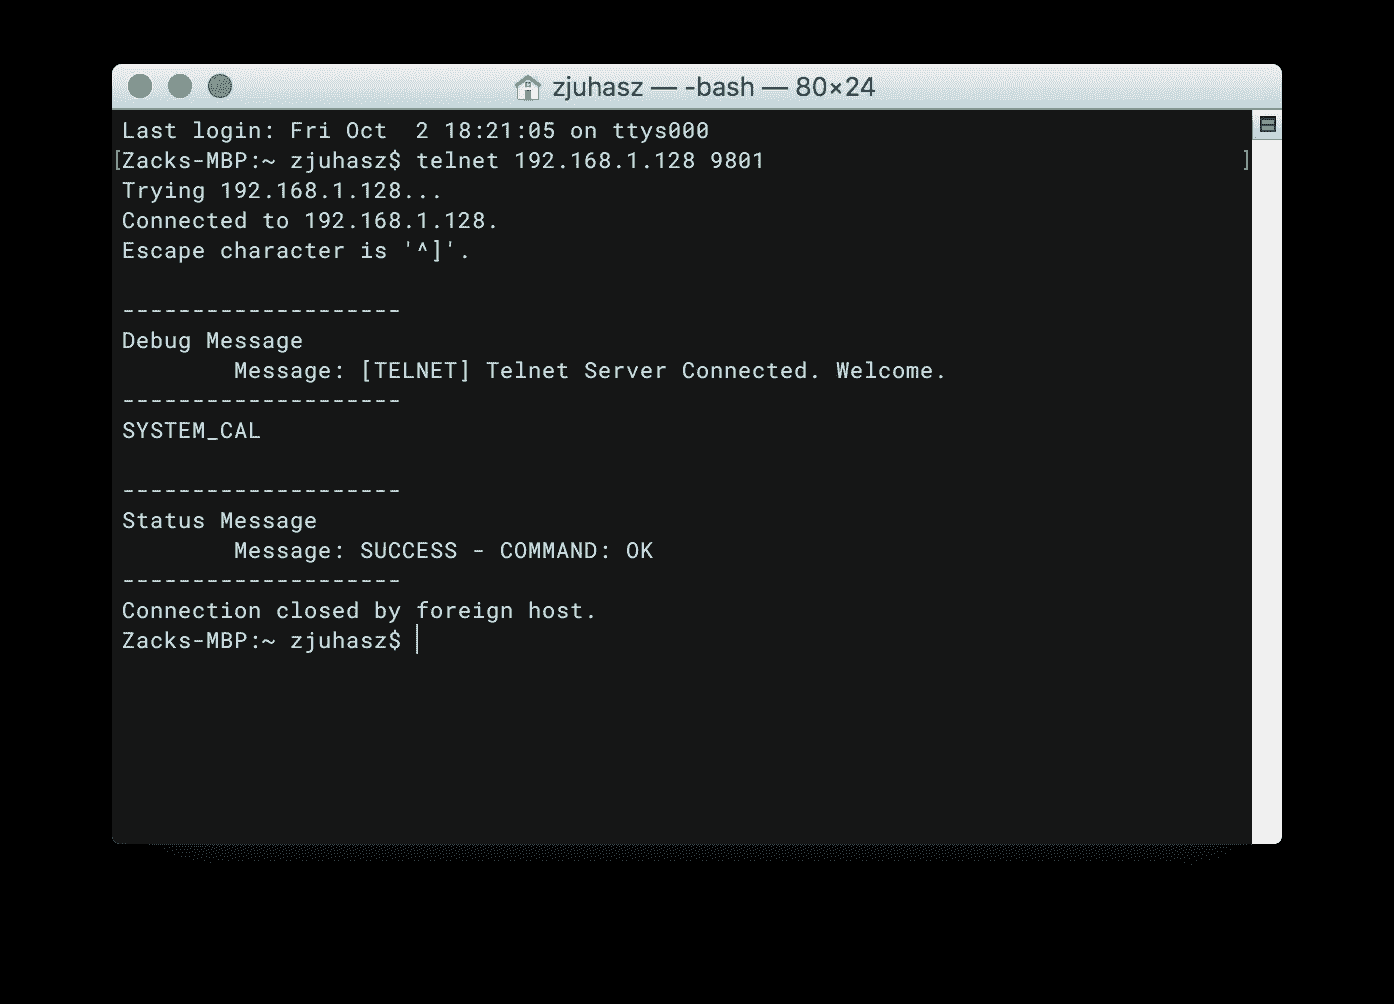 zjuhasz — -bash — 80×24
Last login: Fri Oct  2 18:21:05 on ttys000
[Zacks-MBP:~ zjuhasz$ telnet 192.168.1.128 9801 ]
Trying 192.168.1.128...
Connected to 192.168.1.128.
Escape character is '^]'.
--------------------
Debug Message
        Message: [TELNET] Telnet Server Connected. Welcome.
--------------------
SYSTEM_CAL
--------------------
Status Message
        Message: SUCCESS - COMMAND: OK
--------------------
Connection closed by foreign host.
Zacks-MBP:~ zjuhasz$